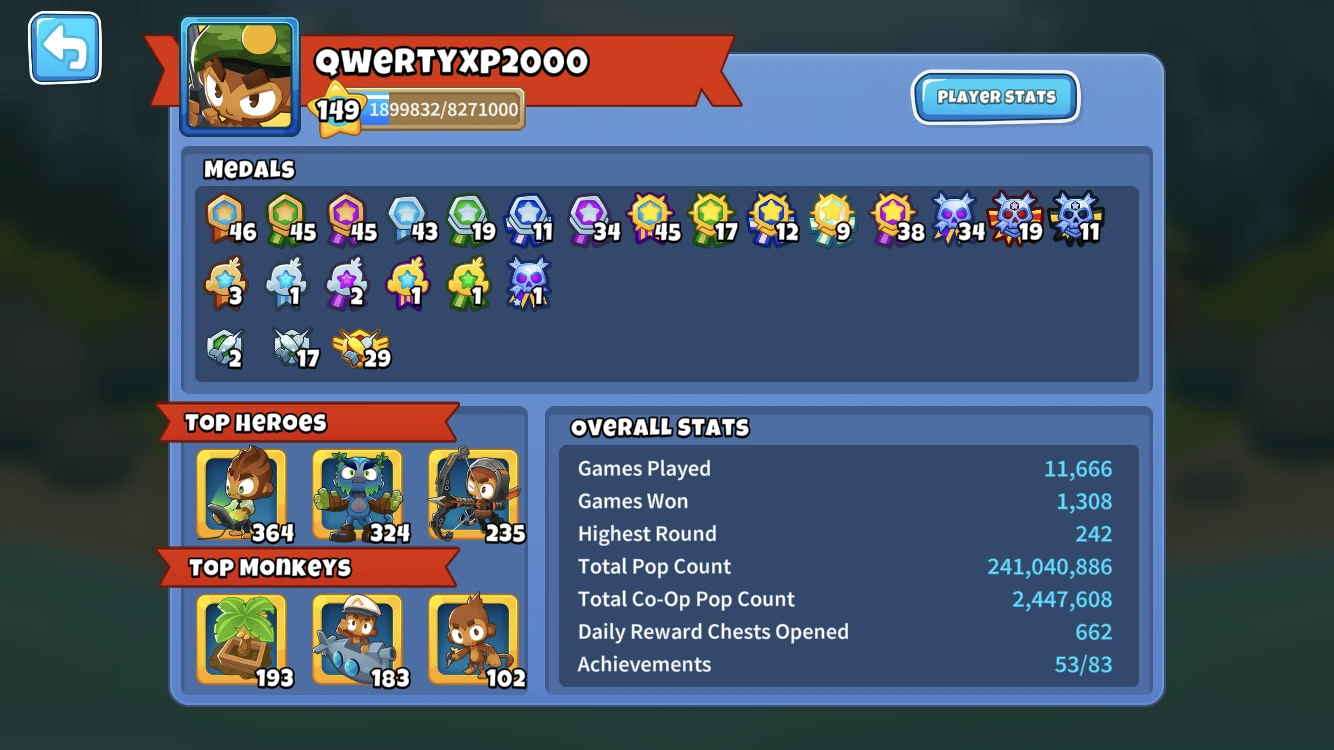 QWERTYXP2000
149 1899832/8271000
PLAYER STATS
MEDALS
46 45 45 43 19 11 34 45 17 12 9 38 34 19 11
3 1 2 1 1 1
2 17 29
TOP HEROES
364 324 235
TOP MONKEYS
193 183 102
OVERALL STATS
Games Played 11,666
Games Won 1,308
Highest Round 242
Total Pop Count 241,040,886
Total Co-Op Pop Count 2,447,608
Daily Reward Chests Opened 662
Achievements 53/83